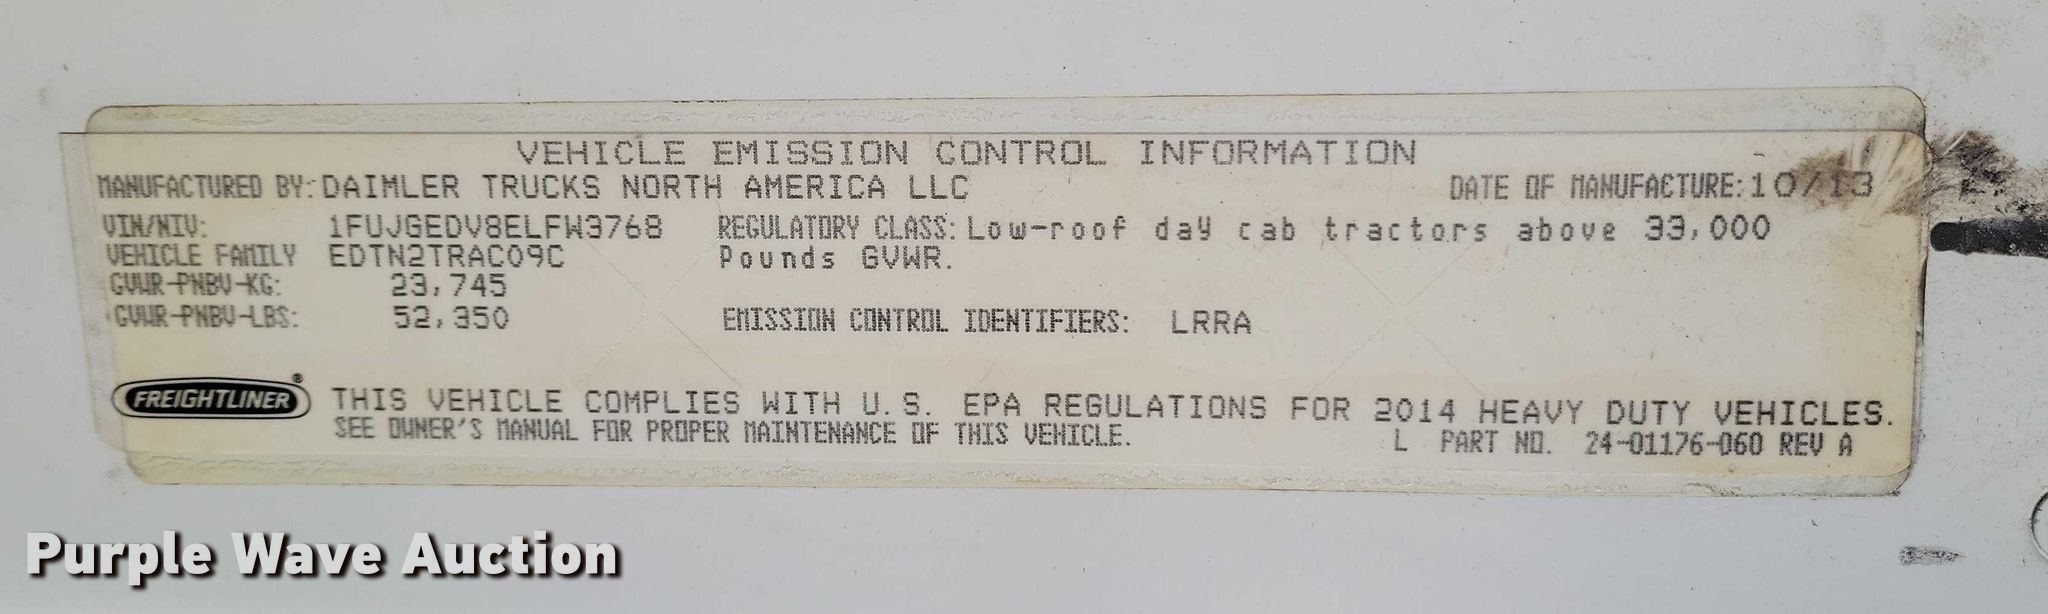 VEHICLE EMISSION CONTROL INFORMATION
MANUFACTURED BY: DAIMLER TRUCKS NORTH AMERICA LLC DATE OF MANUFACTURE: 10/13
VIN/NIV: 1FUJGEDV8ELFW3768 REGULATORY CLASS: Low-roof day cab tractors above 33,000
VEHICLE FAMILY EDTN2TRAC09C Pounds GVWR.
GVWR-PNBV-KG: 23,745
GVWR-PNBV-LBS: 52,350 EMISSION CONTROL IDENTIFIERS: LRRA
FREIGHTLINER® THIS VEHICLE COMPLIES WITH U.S. EPA REGULATIONS FOR 2014 HEAVY DUTY VEHICLES.
SEE OWNER'S MANUAL FOR PROPER MAINTENANCE OF THIS VEHICLE. L PART NO. 24-01176-060 REV A
Purple Wave Auction